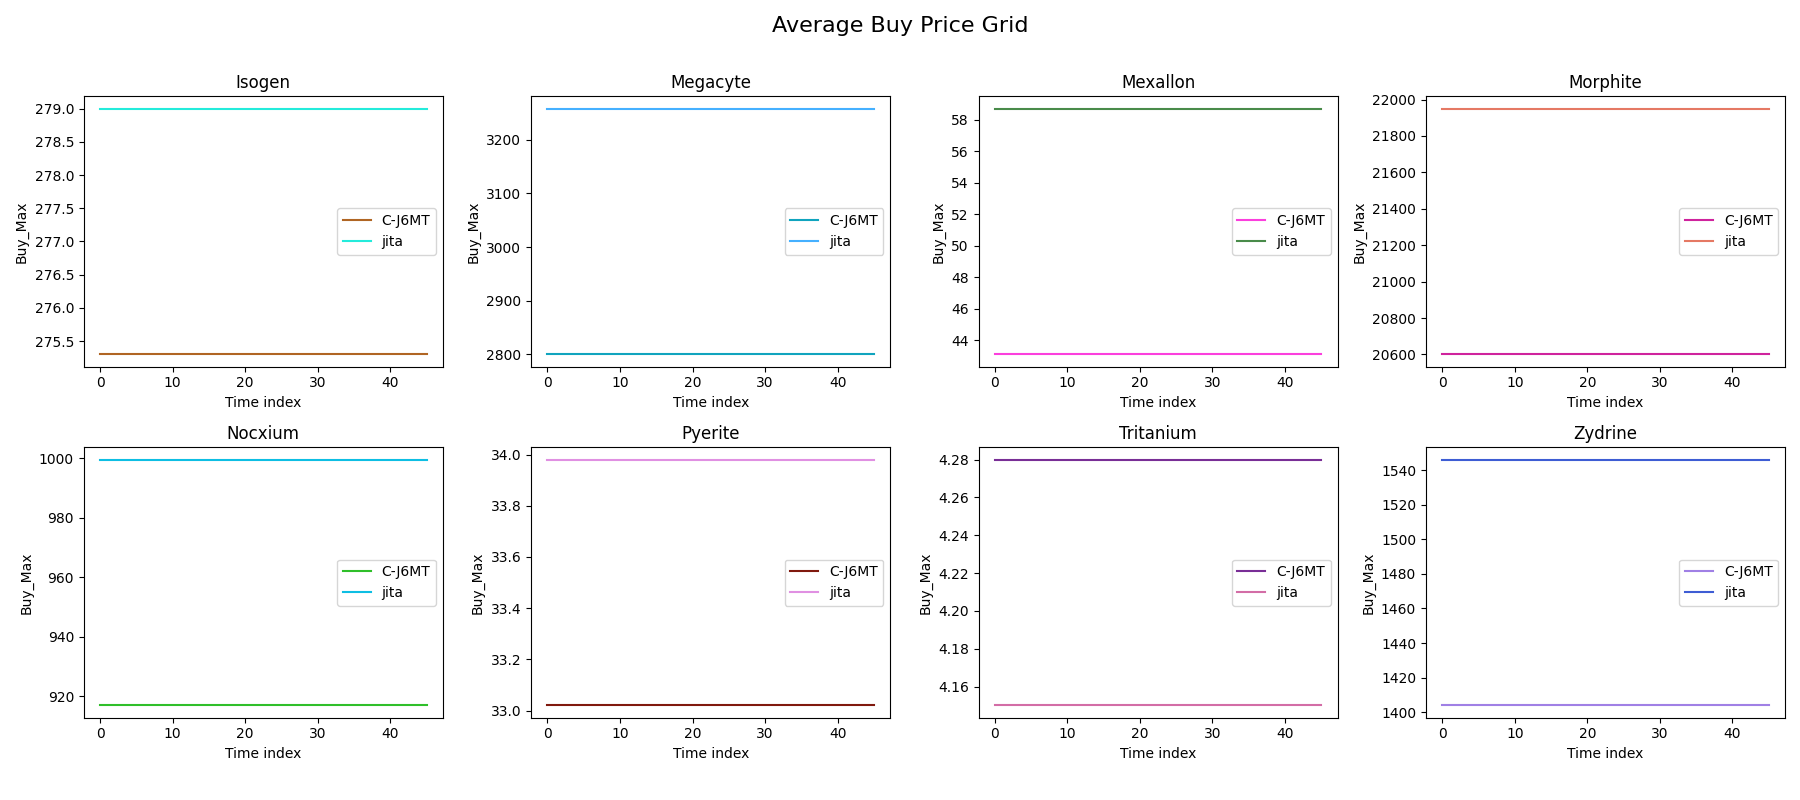 Average Buy Price Grid
Isogen
279.0
278.5
278.0
277.5
277.0
276.5
276.0
275.5
Buy_Max
C-J6MT
jita
0 10 20 30 40
Time index
Megacyte
3200
3100
3000
2900
2800
Buy_Max
C-J6MT
jita
0 10 20 30 40
Time index
Mexallon
58
56
54
52
50
48
46
44
Buy_Max
C-J6MT
jita
0 10 20 30 40
Time index
Morphite
22000
21800
21600
21400
21200
21000
20800
20600
Buy_Max
C-J6MT
jita
0 10 20 30 40
Time index
Nocxium
1000
980
960
940
920
Buy_Max
C-J6MT
jita
0 10 20 30 40
Time index
Pyerite
34.0
33.8
33.6
33.4
33.2
33.0
Buy_Max
C-J6MT
jita
0 10 20 30 40
Time index
Tritanium
4.28
4.26
4.24
4.22
4.20
4.18
4.16
Buy_Max
C-J6MT
jita
0 10 20 30 40
Time index
Zydrine
1540
1520
1500
1480
1460
1440
1420
1400
Buy_Max
C-J6MT
jita
0 10 20 30 40
Time index